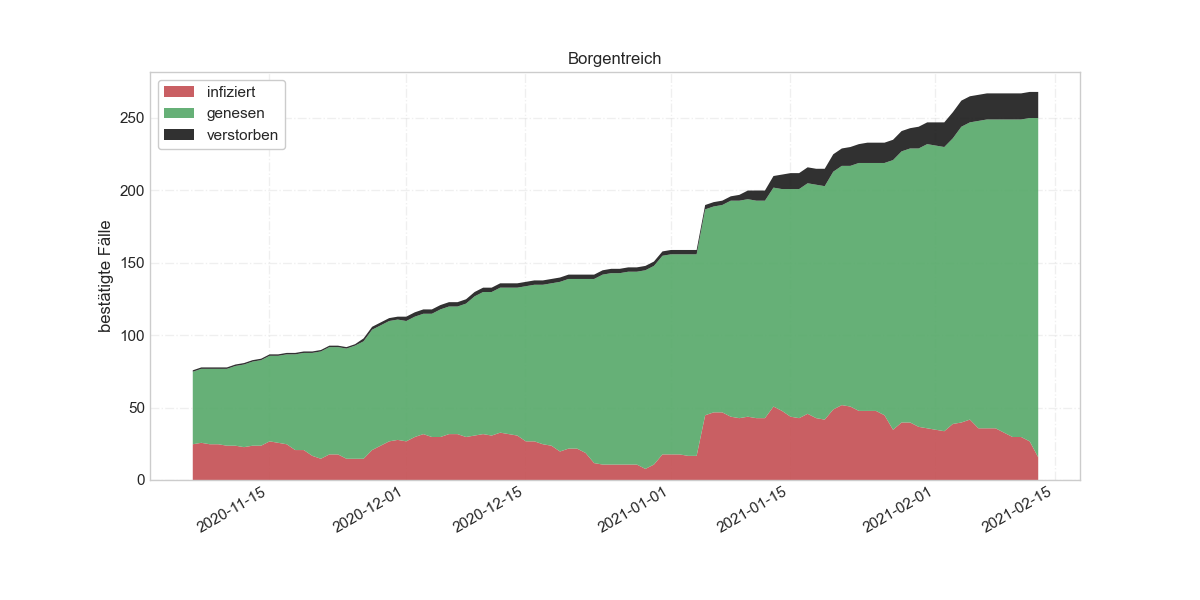 Borgentreich
infiziert
genesen
verstorben
bestätigte Fälle
250
200
150
100
50
0
2020-11-15
2020-12-01
2020-12-15
2021-01-01
2021-01-15
2021-02-01
2021-02-15